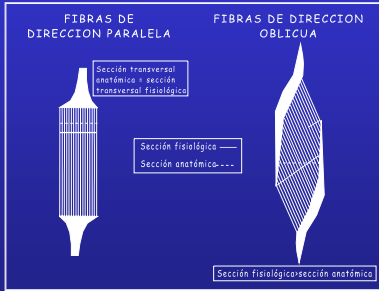 FIBRAS DE
DIRECCION PARALELA
FIBRAS DE DIRECCION
OBLICUA
Sección transversal
anatómica = sección
transversal fisiológica
Sección fisiológica
Sección anatómica
Sección fisiológica>sección anatómica